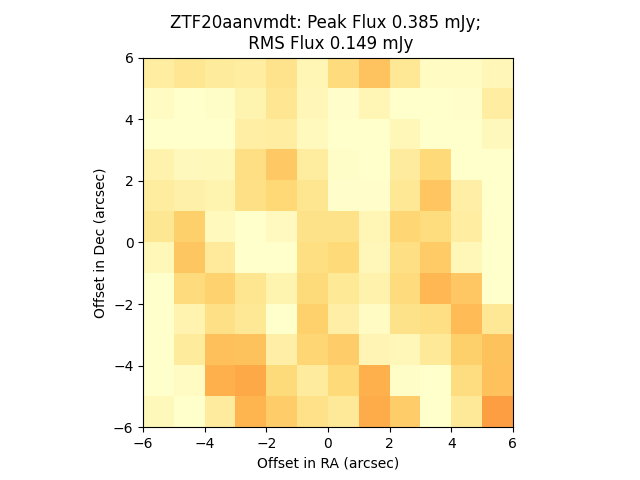 ZTF20aanvmdt: Peak Flux 0.385 mJy;
RMS Flux 0.149 mJy
6
4
2
0
−2
−4
−6
Offset in Dec (arcsec)
−6 −4 −2 0 2 4 6
Offset in RA (arcsec)